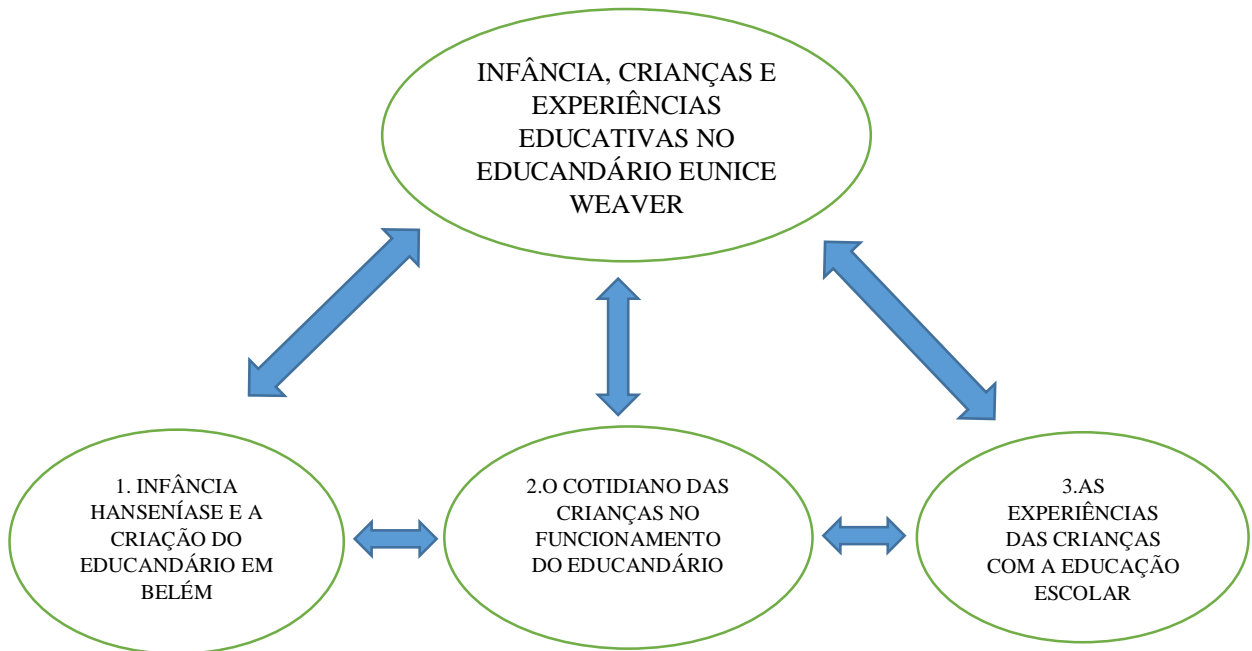 INFÂNCIA, CRIANÇAS E
EXPERIÊNCIAS
EDUCATIVAS NO
EDUCANDÁRIO EUNICE
WEAVER
1. INFÂNCIA
HANSENÍASE E A
CRIAÇÃO DO
EDUCANDÁRIO EM
BELÉM
2.O COTIDIANO DAS
CRIANÇAS NO
FUNCIONAMENTO
DO EDUCANDÁRIO
3.AS
EXPERIÊNCIAS
DAS CRIANÇAS
COM A EDUCAÇÃO
ESCOLAR